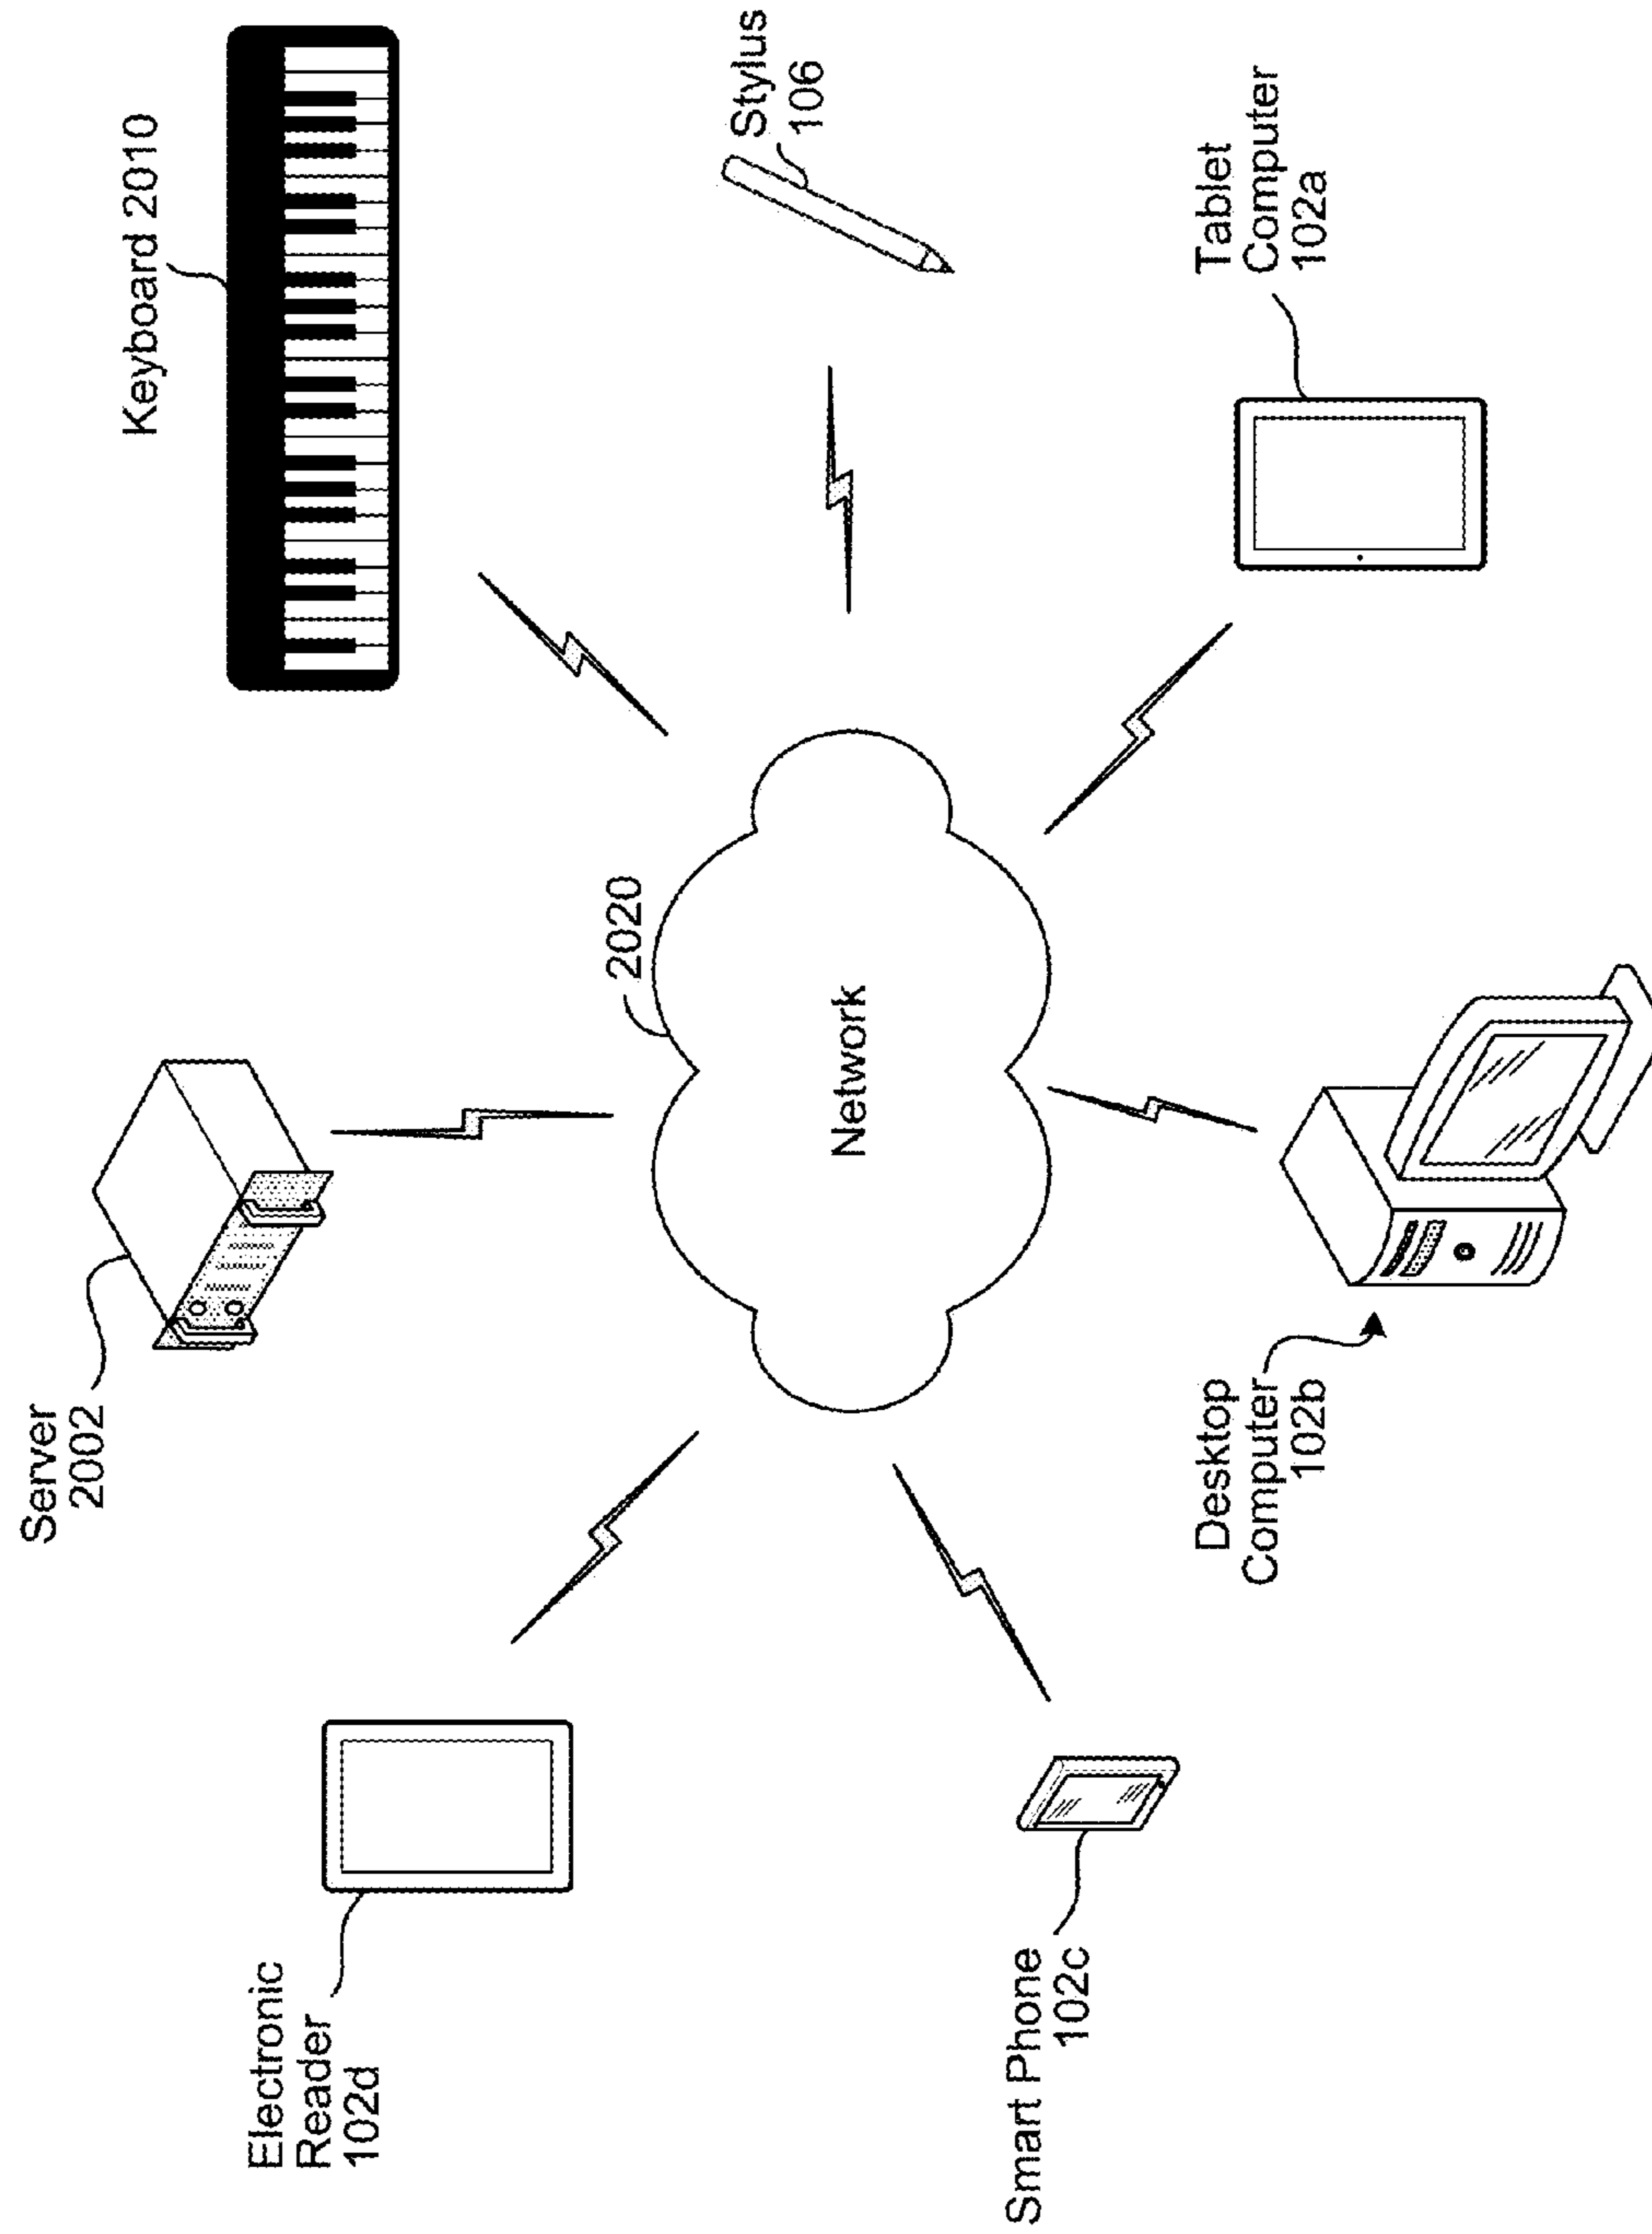 Server
2002
Keyboard 2010
Electronic
Reader
102d
2020
Stylus
106
Network
Smart Phone
102c
Desktop
Computer
102b
Tablet
Computer
102a